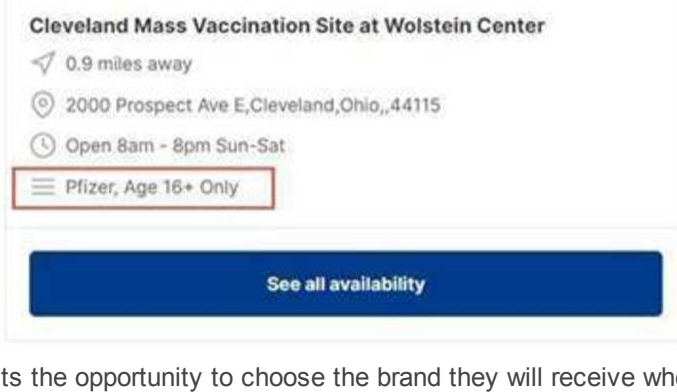 Cleveland Mass Vaccination Site at Wolstein Center
0.9 miles away
2000 Prospect Ave E,Cleveland,Ohio,,44115
Open 8am - 8pm Sun-Sat
Pfizer, Age 16+ Only
See all availability
the opportunity to choose the brand they will receive